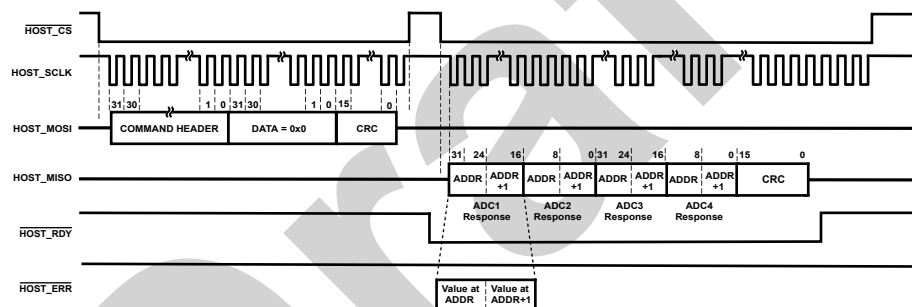 HOST_CS
HOST_SCLK
31 30 1 0 31 30 1 0 15 0
HOST_MOSI COMMAND HEADER DATA = 0x0 CRC
31 24 16 8 0 31 24 16 8 0 15 0
HOST_MISO ADDR ADDR +1 ADDR ADDR +1 ADDR ADDR +1 ADDR ADDR +1 CRC
ADC1 Response ADC2 Response ADC3 Response ADC4 Response
HOST_RDY
HOST_ERR
Value at ADDR Value at ADDR+1